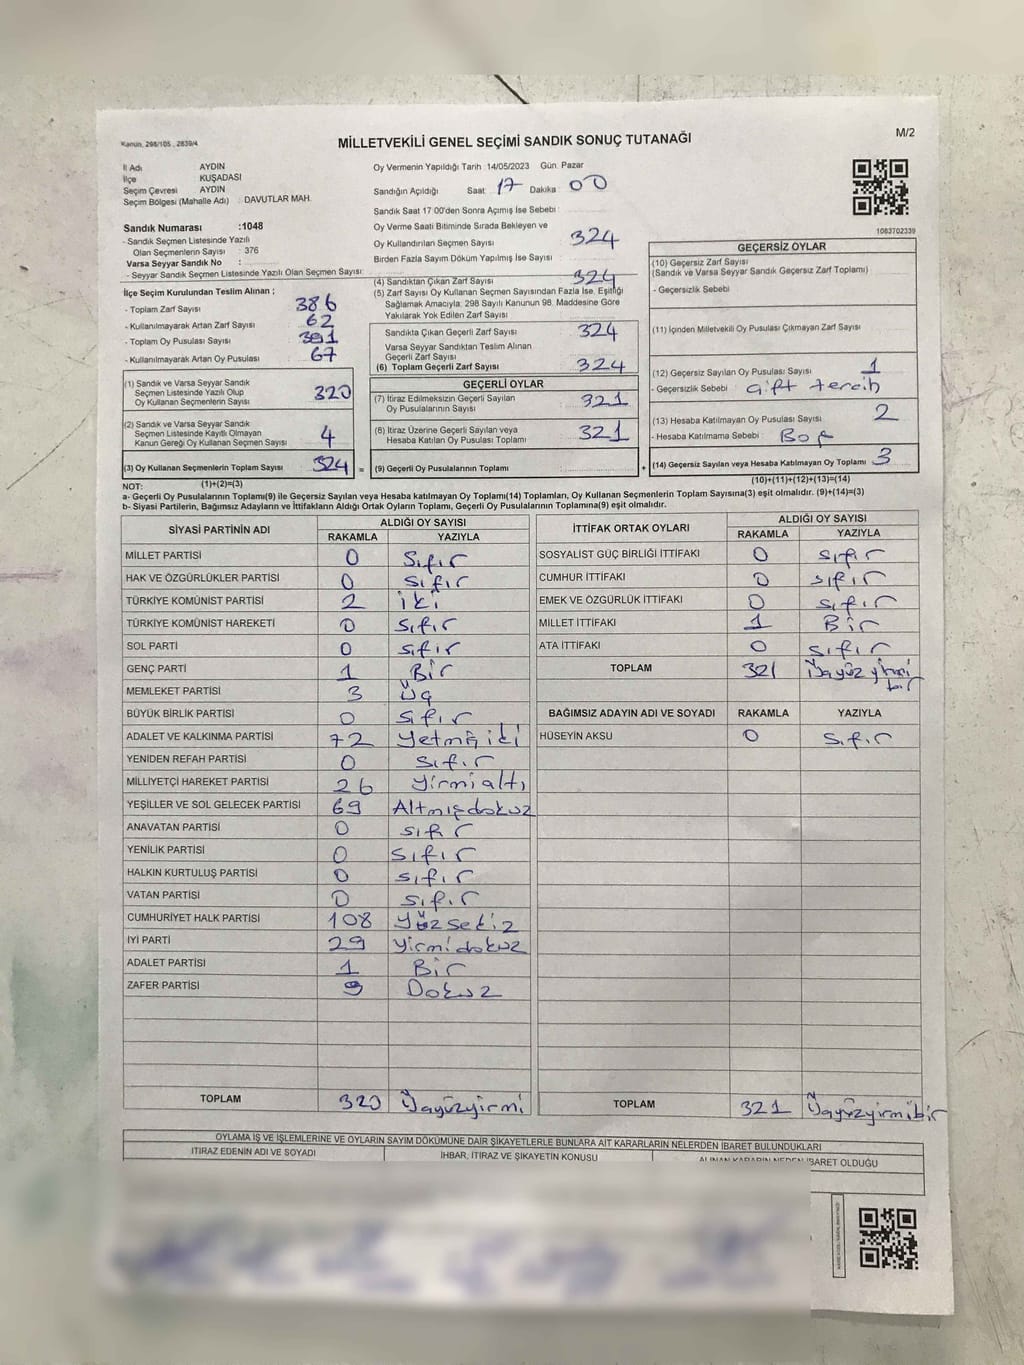 Kanun, 298/105 , 2839/4
MİLLETVEKİLİ GENEL SEÇİMİ SANDIK SONUÇ TUTANAĞI
M/2
İl Adı AYDIN
İlçe KUŞADASI
Seçim Çevresi AYDIN
Seçim Bölgesi (Mahalle Adı) : DAVUTLAR MAH.
Sandık Numarası :1048
- Sandık Seçmen Listesinde Yazılı
Olan Seçmenlerin Sayısı : 376
Varsa Seyyar Sandık No :
- Seyyar Sandık Seçmen Listesinde Yazılı Olan Seçmen Sayısı:
İlçe Seçim Kurulundan Teslim Alınan ;
- Toplam Zarf Sayısı 386
- Kullanılmayarak Artan Zarf Sayısı : 62
- Toplam Oy Pusulası Sayısı :
- Kullanılmayarak Artan Oy Pusulası : 67
(1) Sandık ve Varsa Seyyar Sandık
Seçmen Listesinde Yazılı Olup
Oy Kullanan Seçmenlerin Sayısı 320
(2) Sandık ve Varsa Seyyar Sandık
Seçmen Listesinde Kayıtlı Olmayan
Kanun Gereği Oy Kullanan Seçmen Sayısı 4
(3) Oy Kullanan Seçmenlerin Toplam Sayısı 324
(1)+(2)=(3)
Oy Vermenin Yapıldığı Tarih :14/05/2023 Gün: Pazar
Sandığın Açıldığı Saat: 17 Dakika 00
Sandık Saat 17:00'den Sonra Açımış İse Sebebi :
Oy Verme Saati Bitiminde Sırada Bekleyen ve
Oy Kullandırılan Seçmen Sayısı 324
Birden Fazla Sayım Döküm Yapılmış İse Sayısı :
(4) Sandıktan Çıkan Zarf Sayısı 324
(5) Zarf Sayısı Oy Kullanan Seçmen Sayısından Fazla İse, Eşitliği
Sağlamak Amacıyla; 298 Sayılı Kanunun 98. Maddesine Göre
Yakılarak Yok Edilen Zarf Sayısı :
Sandıkta Çıkan Geçerli Zarf Sayısı 324
Varsa Seyyar Sandıktan Teslim Alınan
Geçerli Zarf Sayısı :
(6) Toplam Geçerli Zarf Sayısı 324
GEÇERLİ OYLAR
(7) İtiraz Edilmeksizin Geçerli Sayılan
Oy Pusulalarının Sayısı : 321
(8) İtiraz Üzerine Geçerli Sayılan veya
Hesaba Katılan Oy Pusulası Toplamı 321
= (9) Geçerli Oy Pusulalarının Toplamı : +
1083702339
GEÇERSİZ OYLAR
(10) Geçersiz Zarf Sayısı
(Sandık ve Varsa Seyyar Sandık Geçersiz Zarf Toplamı)
- Geçersizlik Sebebi
(11) İçinden Milletvekili Oy Pusulası Çıkmayan Zarf Sayısı
(12) Geçersiz Sayılan Oy Pusulası Sayısı : 1
- Geçersizlik Sebebi : Çift tercih
(13) Hesaba Katılmayan Oy Pusulası Sayısı 2
- Hesaba Katılmama Sebebi : Boş
(14) Geçersiz Sayılan veya Hesaba Katılmayan Oy Toplamı 3
(10)+(11)+(12)+(13)=(14)
NOT:
a- Geçerli Oy Pusulalarının Toplamı(9) ile Geçersiz Sayılan veya Hesaba katılmayan Oy Toplamı(14) Toplamları, Oy Kullanan Seçmenlerin Toplam Sayısına(3) eşit olmalıdır. (9)+(14)=(3)
b- Siyasi Partilerin, Bağımsız Adayların ve İttifakların Aldığı Ortak Oyların Toplamı, Geçerli Oy Pusulalarının Toplamına(9) eşit olmalıdır.
SİYASİ PARTİNİN ADI ALDIĞI OY SAYISI
RAKAMLA YAZIYLA
MİLLET PARTİSİ 0 Sıfır
HAK VE ÖZGÜRLÜKLER PARTİSİ 0 Sıfır
TÜRKİYE KOMÜNİST PARTİSİ 2 İki
TÜRKİYE KOMÜNİST HAREKETİ 0 Sıfır
SOL PARTİ 0 Sıfır
GENÇ PARTİ 1 Bir
MEMLEKET PARTİSİ 3 Üç
BÜYÜK BİRLİK PARTİSİ 0 Sıfır
ADALET VE KALKINMA PARTİSİ 72 Yetmişiki
YENİDEN REFAH PARTİSİ 0 Sıfır
MİLLİYETÇİ HAREKET PARTİSİ 26 Yirmialtı
YEŞİLLER VE SOL GELECEK PARTİSİ 69 Altmışdokuz
ANAVATAN PARTİSİ 0 Sıfır
YENİLİK PARTİSİ 0 Sıfır
HALKIN KURTULUŞ PARTİSİ 0 Sıfır
VATAN PARTİSİ 0 Sıfır
CUMHURİYET HALK PARTİSİ 108 Yüzsekiz
İYİ PARTİ 29 Yirmidokuz
ADALET PARTİSİ 1 Bir
ZAFER PARTİSİ 9 Dokuz
TOPLAM 320 Üçyüzyirmi
İTTİFAK ORTAK OYLARI ALDIĞI OY SAYISI
RAKAMLA YAZIYLA
SOSYALİST GÜÇ BİRLİĞİ İTTİFAKI 0 Sıfır
CUMHUR İTTİFAKI 0 Sıfır
EMEK VE ÖZGÜRLÜK İTTİFAKI 0 Sıfır
MİLLET İTTİFAKI 1 Bir
ATA İTTİFAKI 0 Sıfır
TOPLAM 321 Üçyüz yirmi
bir
BAĞIMSIZ ADAYIN ADI VE SOYADI RAKAMLA YAZIYLA
HÜSEYİN AKSU 0 Sıfır
TOPLAM 321 Üçyüzyirmibir
OYLAMA İŞ VE İŞLEMLERİNE VE OYLARIN SAYIM DÖKÜMÜNE DAİR ŞİKAYETLERLE BUNLARA AİT KARARLARIN NELERDEN İBARET BULUNDUKLARI
İTİRAZ EDENİN ADI VE SOYADI İHBAR, İTİRAZ VE ŞİKAYETİN KONUSU ALINAN KARARIN NEDEN İBARET OLDUĞU